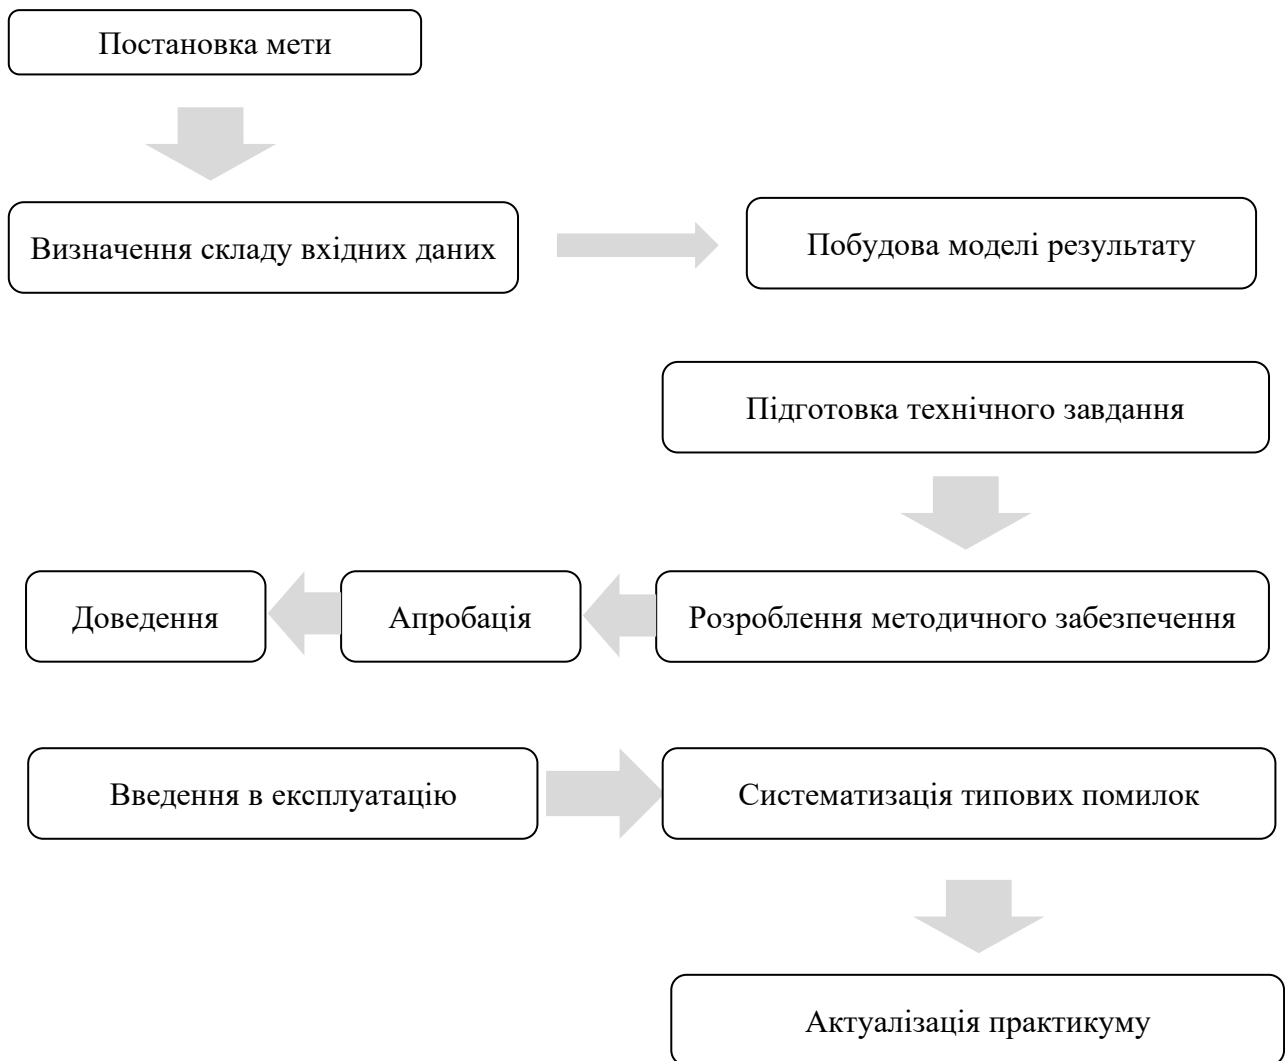 Постановка мети
Визначення складу вхідних даних
Побудова моделі результату
Підготовка технічного завдання
Розроблення методичного забезпечення
Апробація
Доведення
Введення в експлуатацію
Систематизація типових помилок
Актуалізація практикуму